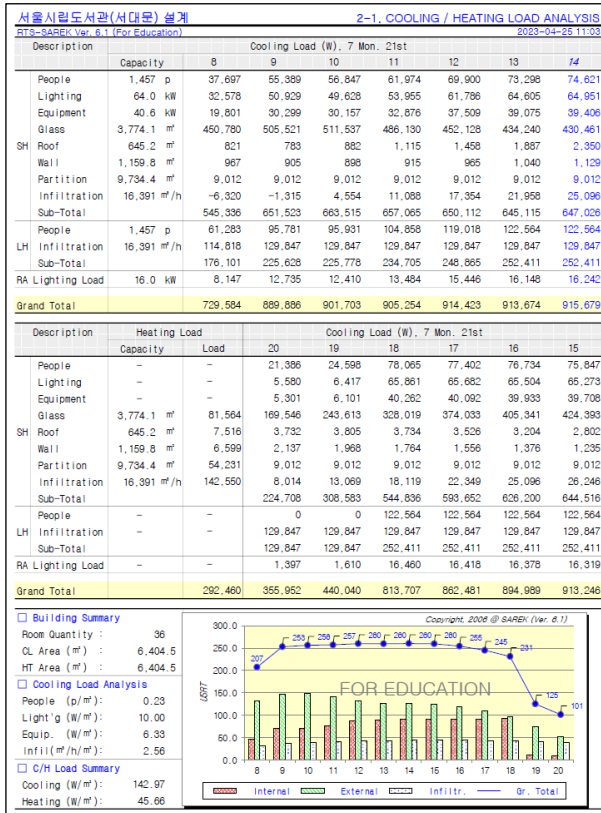 서울시립도서관(서대문) 설계 2-1. COOLING / HEATING LOAD ANALYSIS
RTS-SAREK Ver. 6.1 (For Education) 2023-04-25 11:03
Description Cooling Load (W), 7 Mon. 21st
Capacity 8 9 10 11 12 13 14
People 1,457 p 37,697 55,389 56,847 61,974 69,900 73,298 74,621
Lighting 64.0 kW 32,578 50,929 49,628 53,955 61,786 64,605 64,951
Equipment 40.6 kW 19,801 30,299 30,157 32,876 37,509 39,075 39,406
Glass 3,774.1 ㎡ 450,780 505,521 511,537 486,130 452,128 434,240 430,461
SH Roof 645.2 ㎡ 821 783 882 1,115 1,458 1,887 2,350
Wall 1,159.8 ㎡ 967 905 898 915 965 1,040 1,129
Partition 9,734.4 ㎡ 9,012 9,012 9,012 9,012 9,012 9,012 9,012
Infiltration 16,391 ㎥/h -6,320 -1,315 4,554 11,088 17,354 21,958 25,096
Sub-Total 545,336 651,523 663,515 657,065 650,112 645,115 647,026
People 1,457 p 61,283 95,781 95,931 104,858 119,018 122,564 122,564
LH Infiltration 16,391 ㎥/h 114,818 129,847 129,847 129,847 129,847 129,847 129,847
Sub-Total 176,101 225,628 225,778 234,705 248,865 252,411 252,411
RA Lighting Load 16.0 kW 8,147 12,735 12,410 13,484 15,446 16,148 16,242
Grand Total 729,584 889,886 901,703 905,254 914,423 913,674 915,679
Description Heating Load Cooling Load (W), 7 Mon. 21st
Capacity Load 20 19 18 17 16 15
People - - 21,386 24,598 78,065 77,402 76,734 75,847
Lighting - - 5,580 6,417 65,861 65,682 65,504 65,273
Equipment - - 5,301 6,101 40,262 40,092 39,933 39,708
Glass 3,774.1 ㎡ 81,564 169,546 243,613 328,019 374,033 405,341 424,393
SH Roof 645.2 ㎡ 7,516 3,732 3,805 3,734 3,526 3,204 2,802
Wall 1,159.8 ㎡ 6,599 2,137 1,968 1,764 1,556 1,376 1,235
Partition 9,734.4 ㎡ 54,231 9,012 9,012 9,012 9,012 9,012 9,012
Infiltration 16,391 ㎥/h 142,550 8,014 13,069 18,119 22,349 25,096 26,246
Sub-Total 224,708 308,583 544,836 593,652 626,200 644,516
People - - 0 0 122,564 122,564 122,564 122,564
LH Infiltration - - 129,847 129,847 129,847 129,847 129,847 129,847
Sub-Total 129,847 129,847 252,411 252,411 252,411 252,411
RA Lighting Load - - 1,397 1,610 16,460 16,418 16,378 16,319
Grand Total 292,460 355,952 440,040 813,707 862,481 894,989 913,246
□ Building Summary
Room Quantity : 36
CL Area (㎡) : 6,404.5
HT Area (㎡) : 6,404.5
□ Cooling Load Analysis
People (p/㎡): 0.23
Light'g (W/㎡): 10.00
Equip. (W/㎡): 6.33
Infil(㎥/h/㎡): 2.56
□ C/H Load Summary
Cooling (W/㎡): 142.97
Heating (W/㎡): 45.66
Copyright, 2006 @ SAREK (Ver. 6.1)
300.0
250.0
200.0
150.0
100.0
50.0
0.0
USRT
207 253 256 257 260 260 260 260 255 245 231 125 101
FOR EDUCATION
8 9 10 11 12 13 14 15 16 17 18 19 20
Internal External Infiltr. Gr. Total